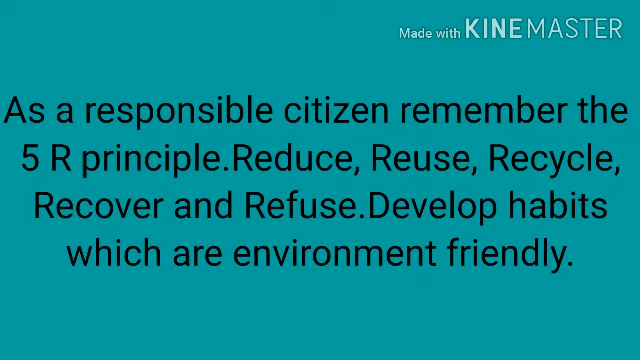 Made with KINEMASTER
As a responsible citizen remember the
5 R principle.Reduce, Reuse, Recycle,
Recover and Refuse.Develop habits
which are environment friendly.